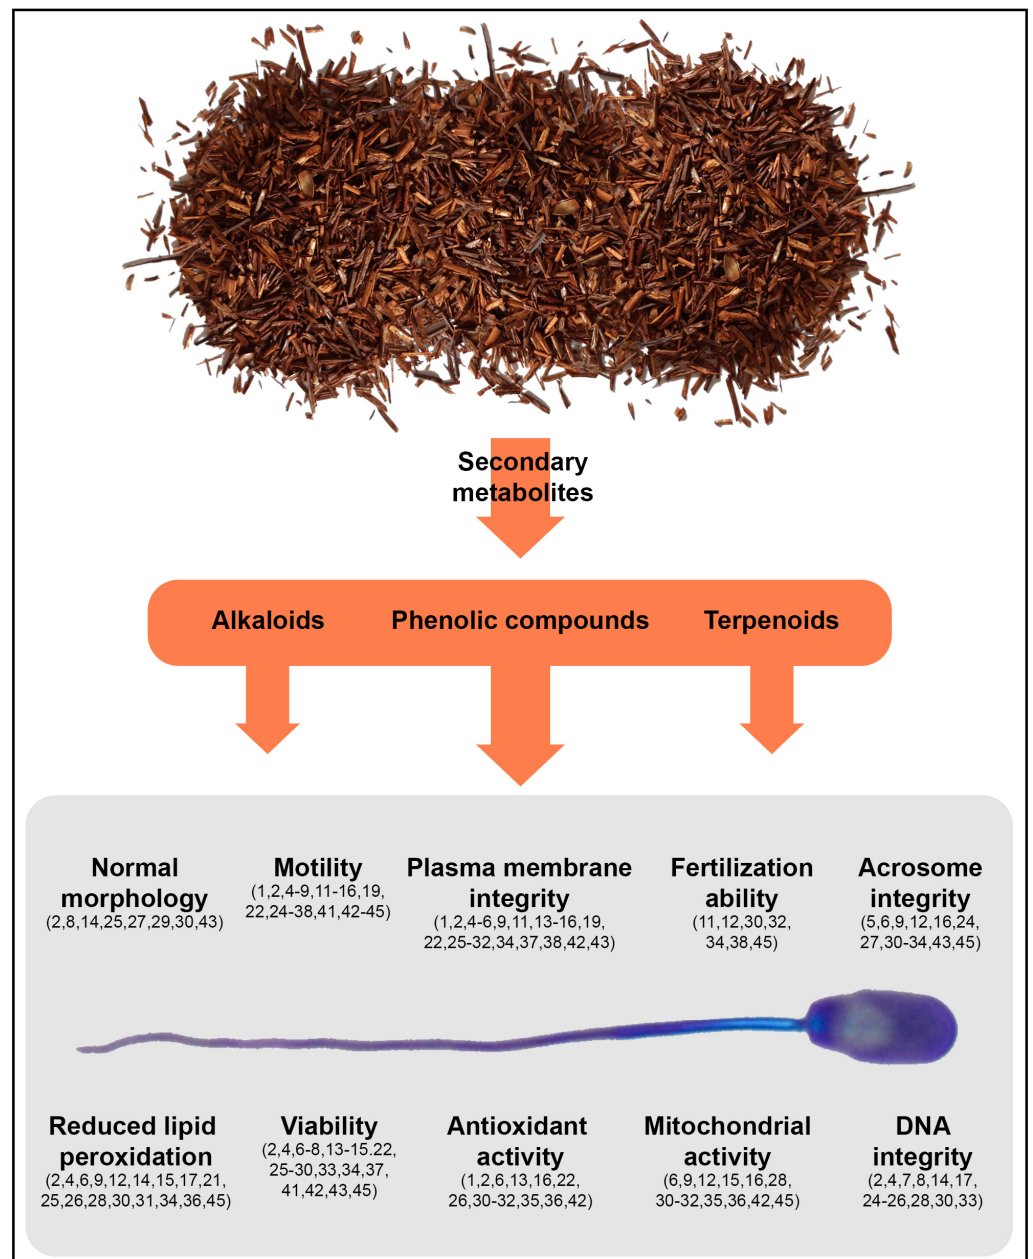 Secondary
metabolites
Alkaloids
Phenolic compounds
Terpenoids
Normal
morphology
(2,8,14,25,27,29,30,43)
Motility
(1,2,4-9,11-16,19,
22,24-38,41,42-45)
Plasma membrane
integrity
(1,2,4-6,9,11,13-16,19,
22,25-32,34,37,38,42,43)
Fertilization
ability
(11,12,30,32,
34,38,45)
Acrosome
integrity
(5,6,9,12,16,24,
27,30-34,43,45)
Reduced lipid
peroxidation
(2,4,6,9,12,14,15,17,21,
25,26,28,30,31,34,36,45)
Viability
(2,4,6-8,13-15.22,
25-30,33,34,37,
41,42,43,45)
Antioxidant
activity
(1,2,6,13,16,22,
26,30-32,35,36,42)
Mitochondrial
activity
(6,9,12,15,16,28,
30-32,35,36,42,45)
DNA
integrity
(2,4,7,8,14,17,
24-26,28,30,33)